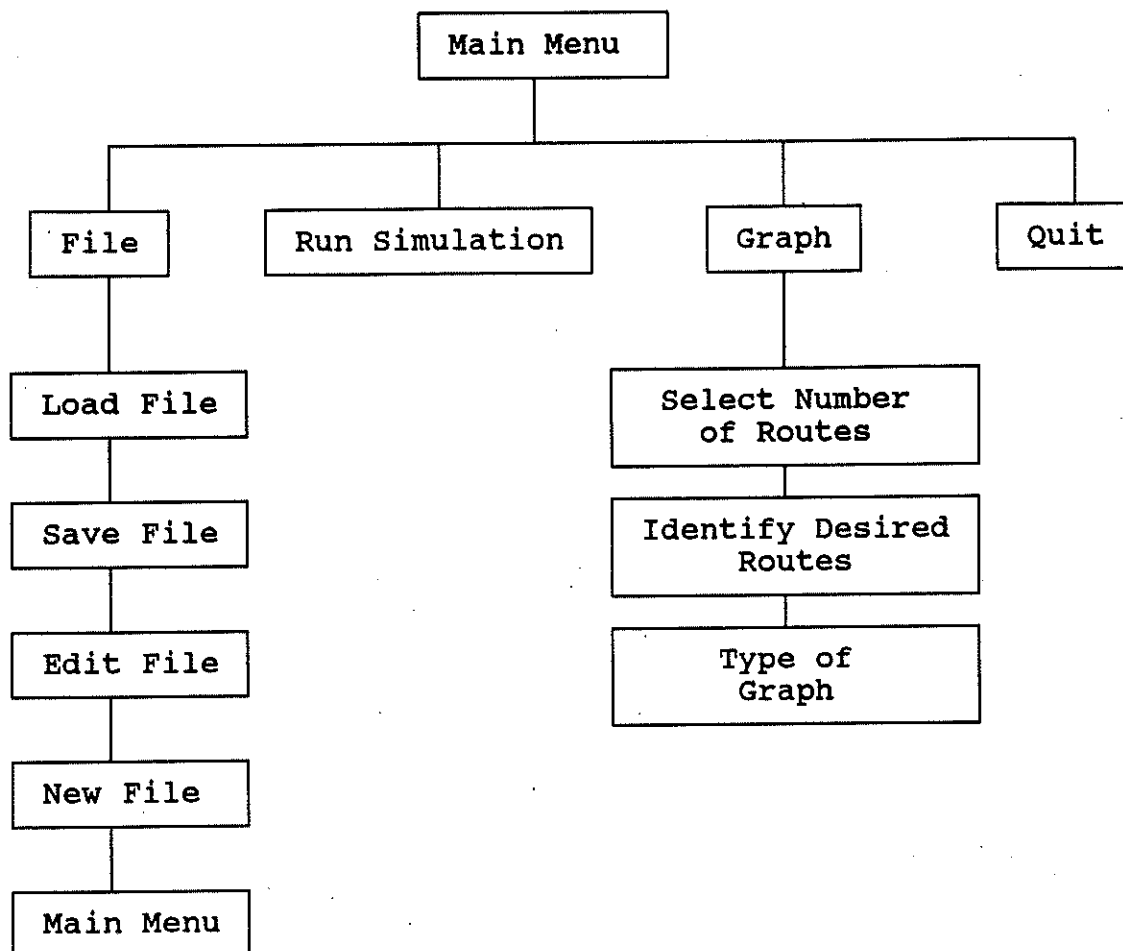 Main Menu
File
Run Simulation
Graph
Quit
Load File
Save File
Edit File
New File
Main Menu
Select Number
of Routes
Identify Desired
Routes
Type of
Graph